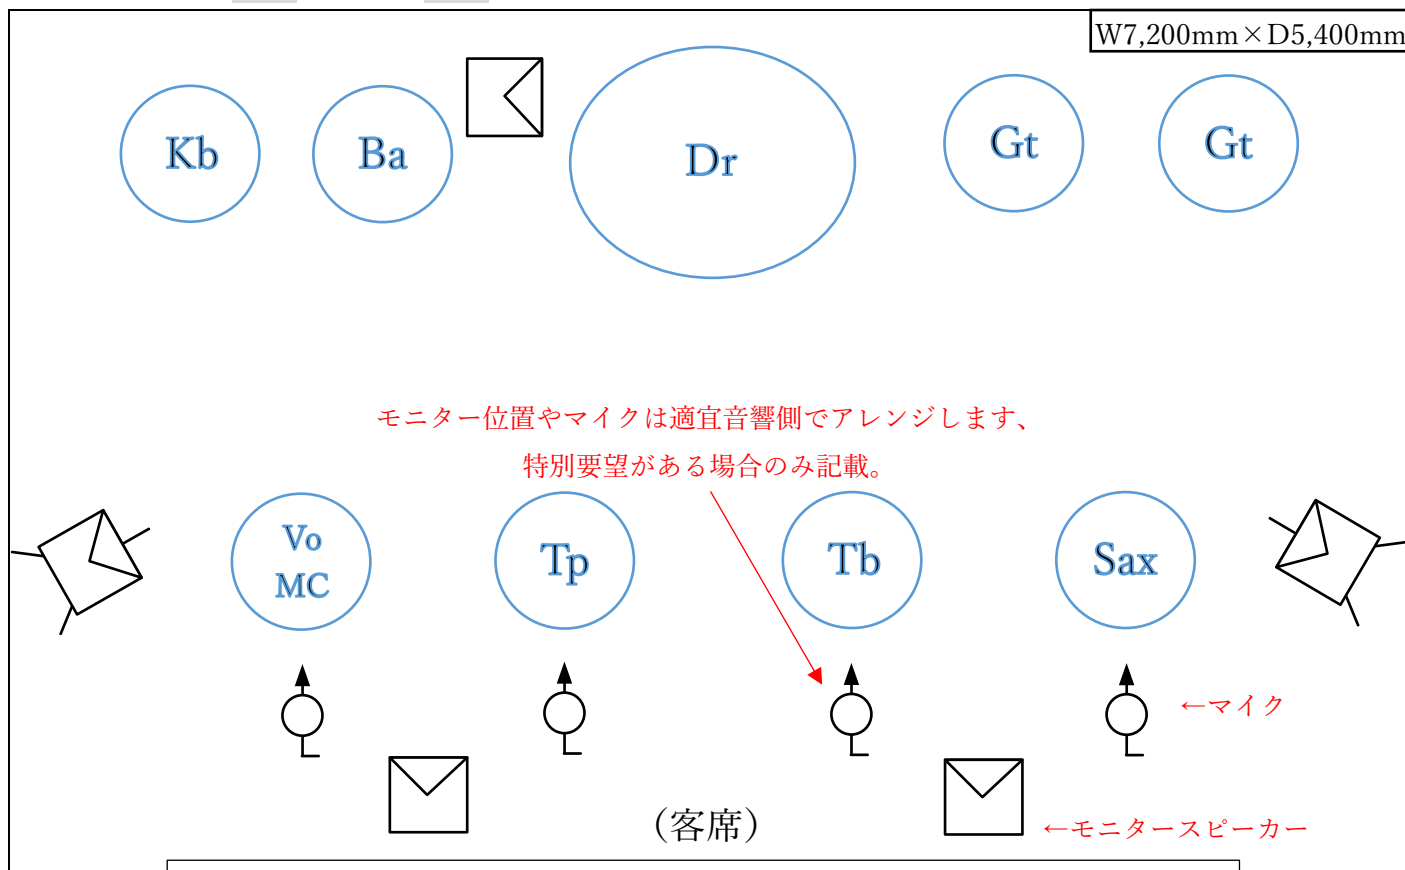 W7,200mm×D5,400mm
Kb
Ba
Dr
Gt
Gt
モニター位置やマイクは適宜音響側でアレンジします、
特別要望がある場合のみ記載。
Vo
MC
Tp
Tb
Sax
←マイク
（客席）
←モニタースピーカー